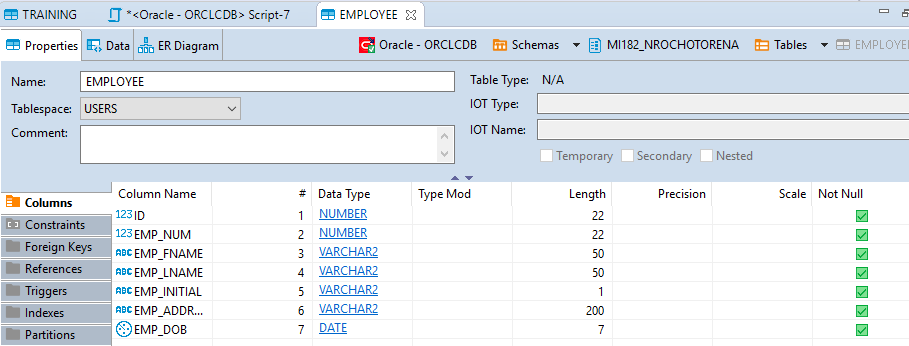 TRAINING *<Oracle - ORCLCDB> Script-7 EMPLOYEE
Properties Data ER Diagram Oracle - ORCLCDB Schemas MI182_NROCHOTORENA Tables EMPLOYEE
Name: EMPLOYEE Table Type: N/A
Tablespace: USERS IOT Type:
Comment: IOT Name:
Temporary Secondary Nested
Column Name # Data Type Type Mod Length Precision Scale Not Null
Columns 123 ID 1 NUMBER 22
Constraints 123 EMP_NUM 2 NUMBER 22
Foreign Keys ABC EMP_FNAME 3 VARCHAR2 50
References ABC EMP_LNAME 4 VARCHAR2 50
Triggers ABC EMP_INITIAL 5 VARCHAR2 1
Indexes ABC EMP_ADDR... 6 VARCHAR2 200
Partitions EMP_DOB 7 DATE 7